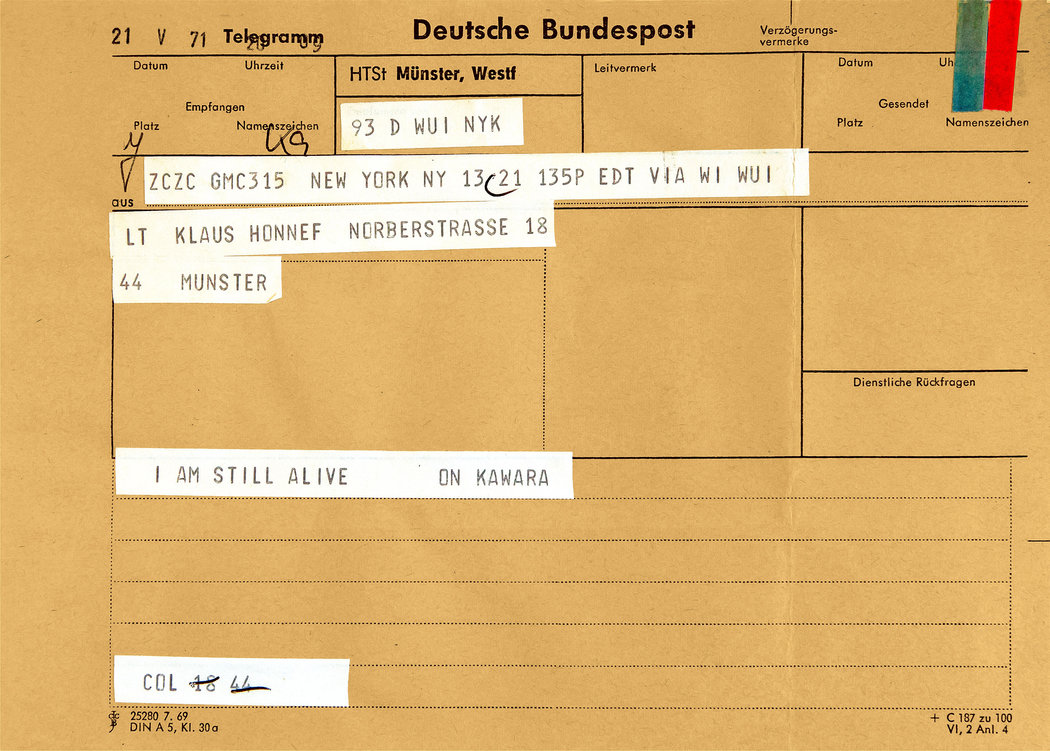 21 V 71 Telegramm 20 09
Deutsche Bundespost
Verzögerungs-
vermerke
Datum Uhrzeit
Empfangen
Platz Namenszeichen
HTSt Münster, Westf
Leitvermerk
Datum Uh
Gesendet
Platz Namenszeichen
93 D WUI NYK
ZCZC GMC315 NEW YORK NY 13 21 135P EDT VIA WI WUI
aus
LT KLAUS HONNEF NORBERSTRASSE 18
44 MUNSTER
Dienstliche Rückfragen
I AM STILL ALIVE ON KAWARA
COL 18 44
25280 7. 69
DIN A 5, Kl. 30a
+ C 187 zu 100
VI, 2 Anl. 4